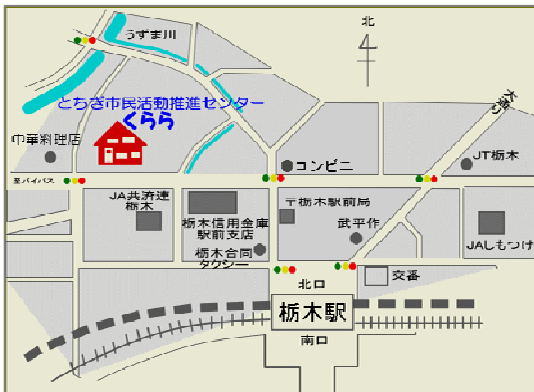 うずま川
北
大通り
とちぎ市民活動推進センター
くらら
中華料理店
コンビニ
JT栃木
至バイパス
JA共済連
栃木
栃木信用金庫
駅前支店
〒栃木駅前局
武平作
JAしもつけ
栃木合同
タクシー
北口
交番
栃木駅
南口